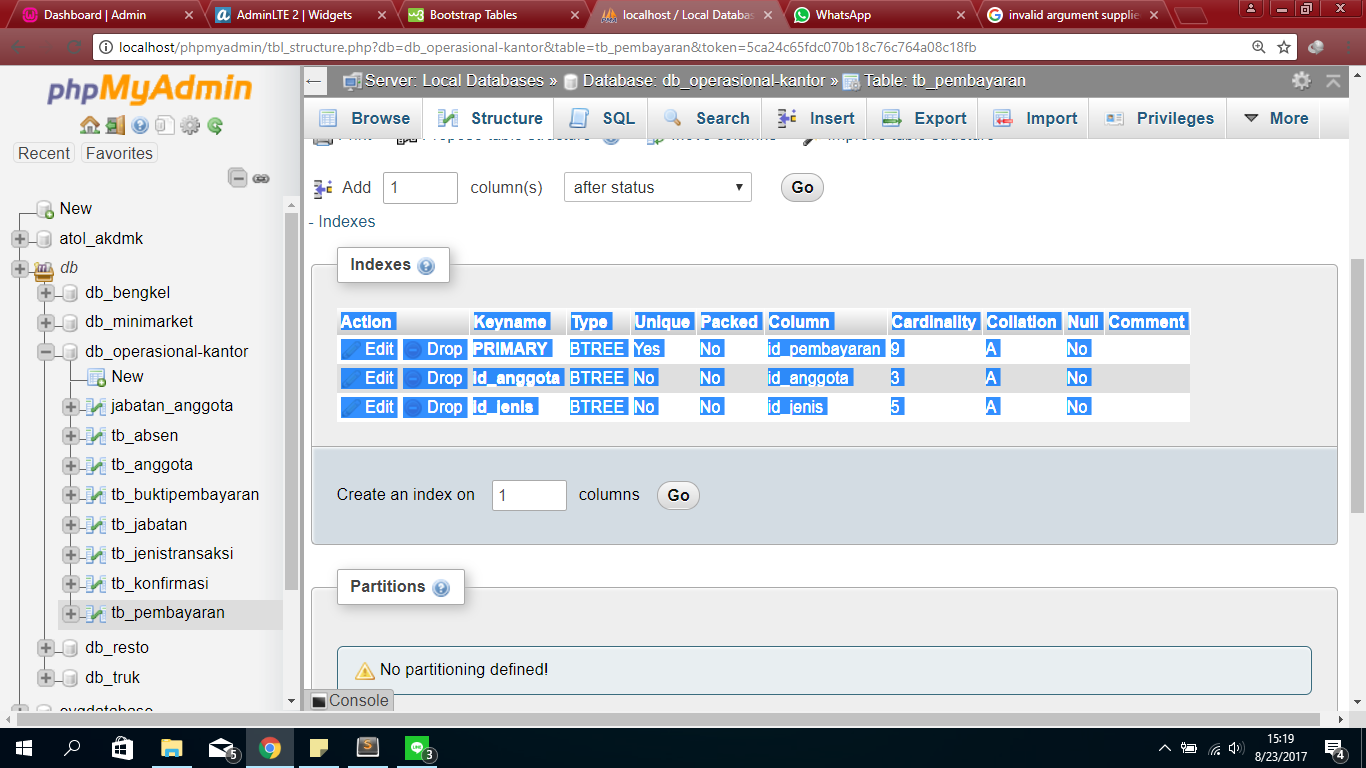 Dashboard | Admin
AdminLTE 2 | Widgets
Bootstrap Tables
localhost / Local Databas
WhatsApp
invalid argument supplie
localhost/phpmyadmin/tbl_structure.php?db=db_operasional-kantor&table=tb_pembayaran&token=5ca24c65fdc070b18c76c764a08c18fb
phpMyAdmin
Recent Favorites
New
atol_akdmk
db
db_bengkel
db_minimarket
db_operasional-kantor
New
jabatan_anggota
tb_absen
tb_anggota
tb_buktipembayaran
tb_jabatan
tb_jenistransaksi
tb_konfirmasi
tb_pembayaran
db_resto
db_truk
Server: Local Databases » Database: db_operasional-kantor » Table: tb_pembayaran
Browse Structure SQL Search Insert Export Import Privileges More
Add 1 column(s) after status Go
- Indexes
Indexes
Action Keyname Type Unique Packed Column Cardinality Collation Null Comment
Edit Drop PRIMARY BTREE Yes No id_pembayaran 9 A No
Edit Drop id_anggota BTREE No No id_anggota 3 A No
Edit Drop id_jenis BTREE No No id_jenis 5 A No
Create an index on 1 columns Go
Partitions
No partitioning defined!
Console
5
3
15:19
8/23/2017
4